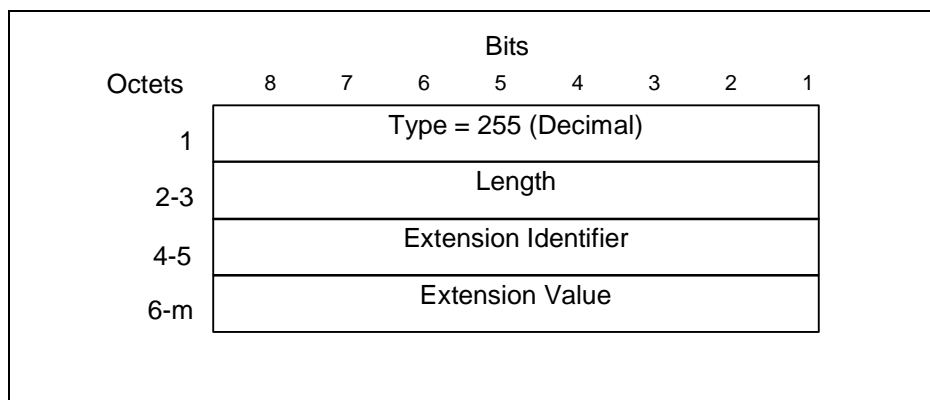 Bits
Octets 8 7 6 5 4 3 2 1
1 Type = 255 (Decimal)
2-3 Length
4-5 Extension Identifier
6-m Extension Value